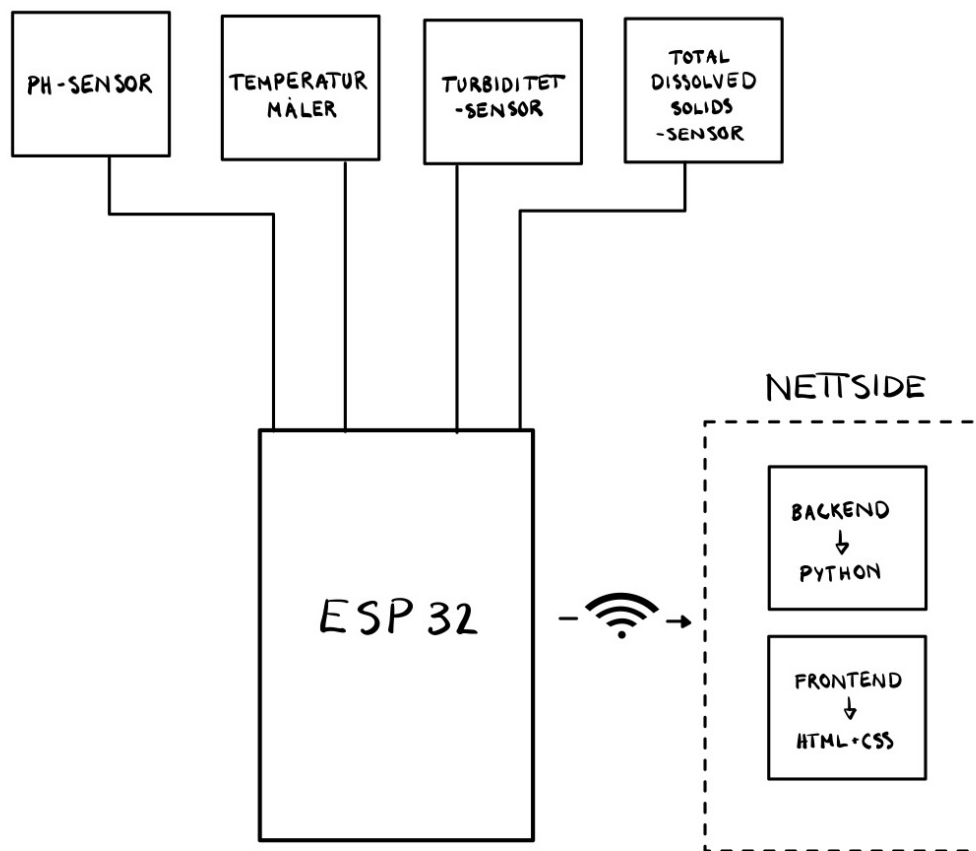 PH-SENSOR
TEMPERATUR
MÅLER
TURBIDITET
-SENSOR
TOTAL
DISSOLVED
SOLIDS
-SENSOR
NETTSIDE
BACKEND
PYTHON
ESP 32
FRONTEND
HTML+CSS